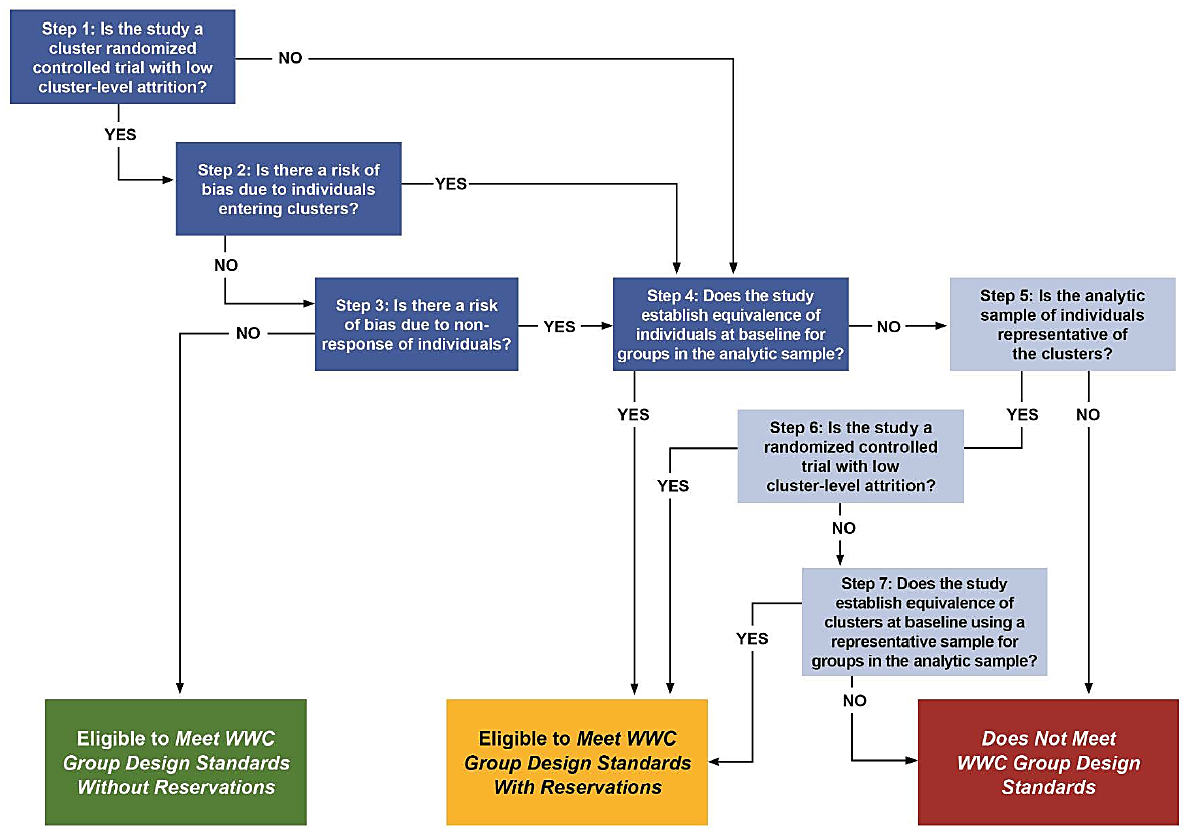 Step 1: Is the study a
cluster randomized
controlled trial with low
cluster-level attrition?
NO
YES
Step 2: Is there a risk of
bias due to individuals
entering clusters?
YES
NO
Step 3: Is there a risk
of bias due to non-
response of individuals?
NO
YES
Step 4: Does the study
establish equivalence of
individuals at baseline for
groups in the analytic sample?
NO
YES
Step 5: Is the analytic
sample of individuals
representative of
the clusters?
YES
NO
Step 6: Is the study a
randomized controlled
trial with low
cluster-level attrition?
YES
NO
Step 7: Does the study
establish equivalence of
clusters at baseline using a
representative sample for
groups in the analytic sample?
YES
NO
Eligible to Meet WWC
Group Design Standards
Without Reservations
Eligible to Meet WWC
Group Design Standards
With Reservations
Does Not Meet
WWC Group Design
Standards